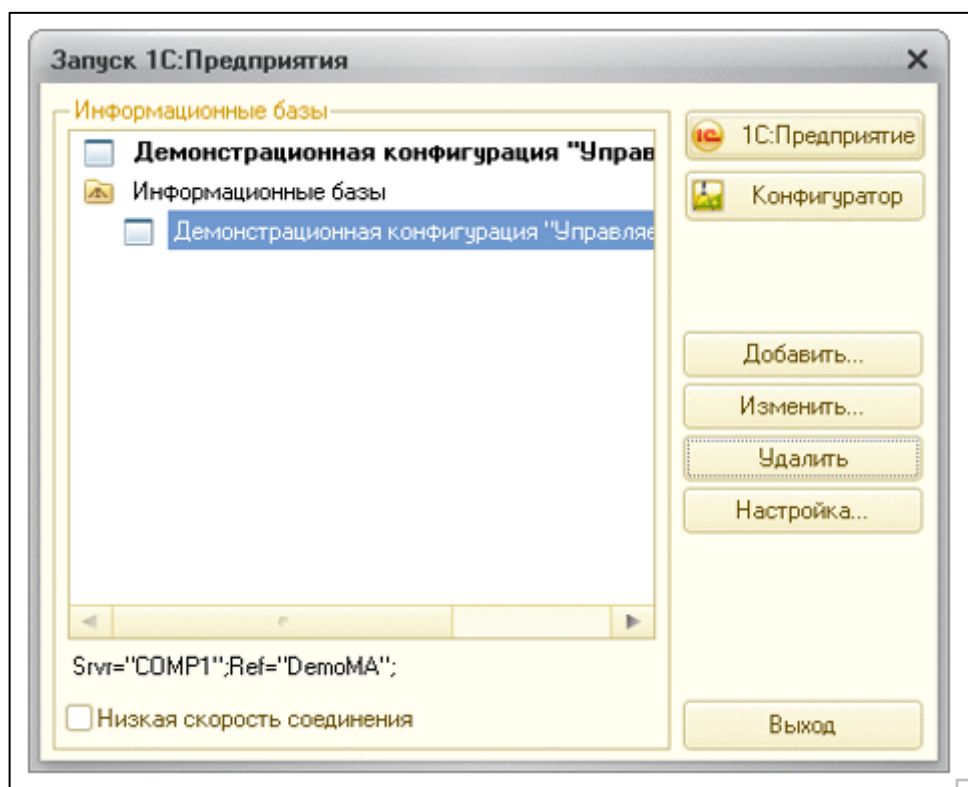 Запуск 1С:Предприятия
Информационные базы
Демонстрационная конфигурация "Управ
Информационные базы
Демонстрационная конфигурация "Управляе
Srvr="COMP1";Ref="DemoMA";
Низкая скорость соединения
1С:Предприятие
Конфигуратор
Добавить...
Изменить...
Удалить
Настройка...
Выход